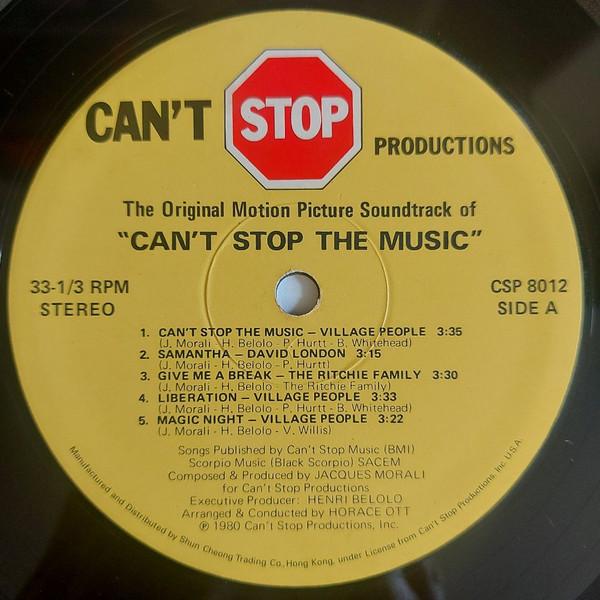 CAN'T STOP PRODUCTIONS
The Original Motion Picture Soundtrack of
"CAN'T STOP THE MUSIC"
33-1/3 RPM
STEREO
CSP 8012
SIDE A
1. CAN'T STOP THE MUSIC – VILLAGE PEOPLE 3:35
(J. Morali - H. Belolo - P. Hurtt - B. Whitehead)
2. SAMANTHA – DAVID LONDON 3:15
(J. Morali - H. Belolo - P. Hurtt)
3. GIVE ME A BREAK – THE RITCHIE FAMILY 3:30
(J. Morali - H. Belolo - The Ritchie Family)
4. LIBERATION – VILLAGE PEOPLE 3:33
(J. Morali - H. Belolo - P. Hurtt - B. Whitehead)
5. MAGIC NIGHT – VILLAGE PEOPLE 3:22
(J. Morali - H. Belolo - V. Willis)
Songs Published by Can't Stop Music (BMI)
Scorpio Music (Black Scorpio) SACEM
Composed & Produced by JACQUES MORALI
for Can't Stop Productions
Executive Producer: HENRI BELOLO
Arranged & Conducted by HORACE OTT
℗ 1980 Can't Stop Productions, Inc.
Manufactured and Distributed by Shun Cheong Trading Co., Hong Kong, under License from Can't Stop Productions, Inc. U.S.A.